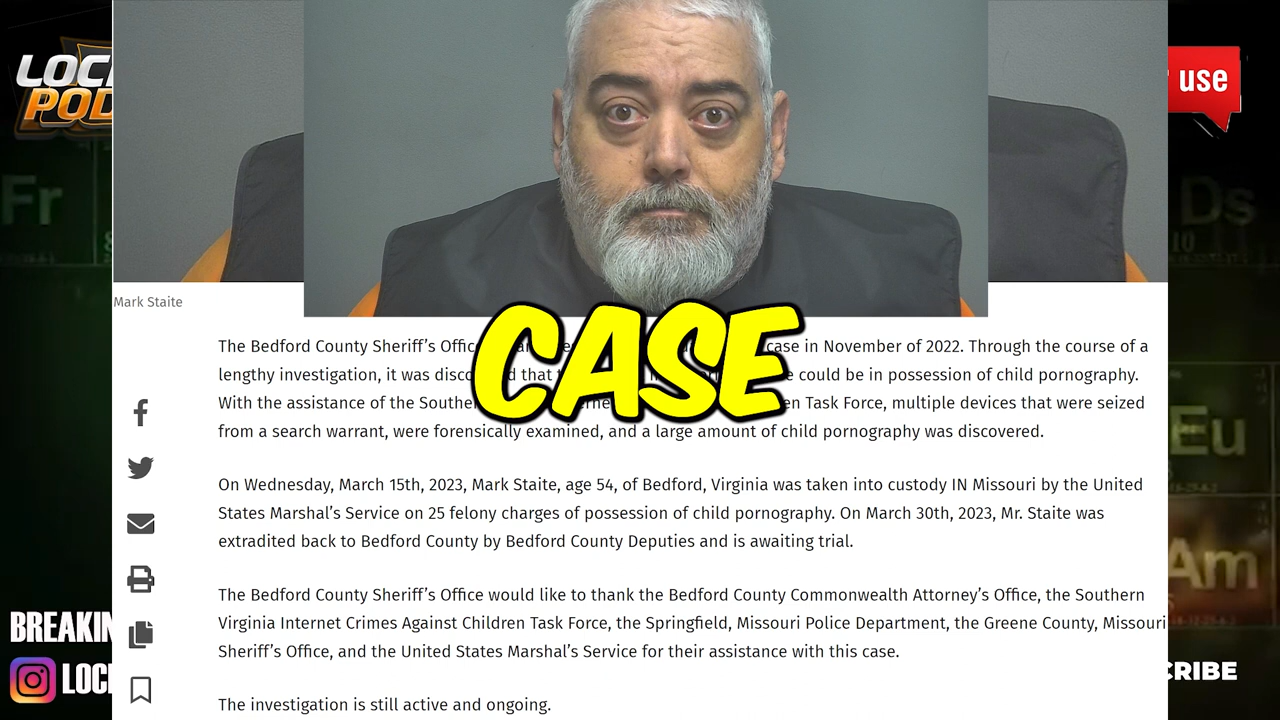 LOC
POD
use
Fr
Ds
10
Mark Staite
CASE
The Bedford County Sheriff's case in November of 2022. Through the course of a
lengthy investigation, it was that could be in possession of child pornography.
With the assistance of the Task Force, multiple devices that were seized
from a search warrant, were forensically examined, and a large amount of child pornography was discovered.
Eu
On Wednesday, March 15th, 2023, Mark Staite, age 54, of Bedford, Virginia was taken into custody IN Missouri by the United
States Marshal's Service on 25 felony charges of possession of child pornography. On March 30th, 2023, Mr. Staite was
extradited back to Bedford County by Bedford County Deputies and is awaiting trial.
Am
The Bedford County Sheriff's Office would like to thank the Bedford County Commonwealth Attorney's Office, the Southern
Virginia Internet Crimes Against Children Task Force, the Springfield, Missouri Police Department, the Greene County, Missouri
Sheriff's Office, and the United States Marshal's Service for their assistance with this case.
BREAKIN
LOC
CRIBE
The investigation is still active and ongoing.